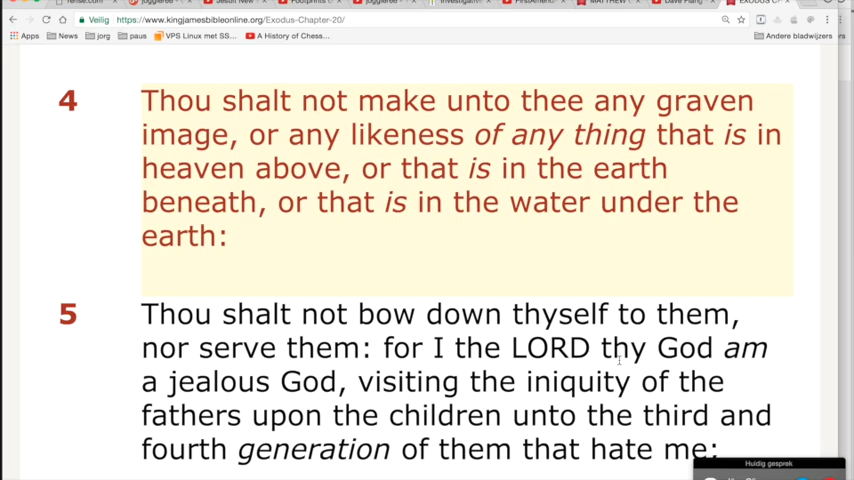 Veilig
https://www.kingjamesbibleonline.org/Exodus-Chapter-20/
Apps News jorg paus VPS Linux met SS... A History of Chess... Andere bladwijzers
4 Thou shalt not make unto thee any graven
image, or any likeness of any thing that is in
heaven above, or that is in the earth
beneath, or that is in the water under the
earth:
5 Thou shalt not bow down thyself to them,
nor serve them: for I the LORD thy God am
a jealous God, visiting the iniquity of the
fathers upon the children unto the third and
fourth generation of them that hate me:
Huidig gesprek